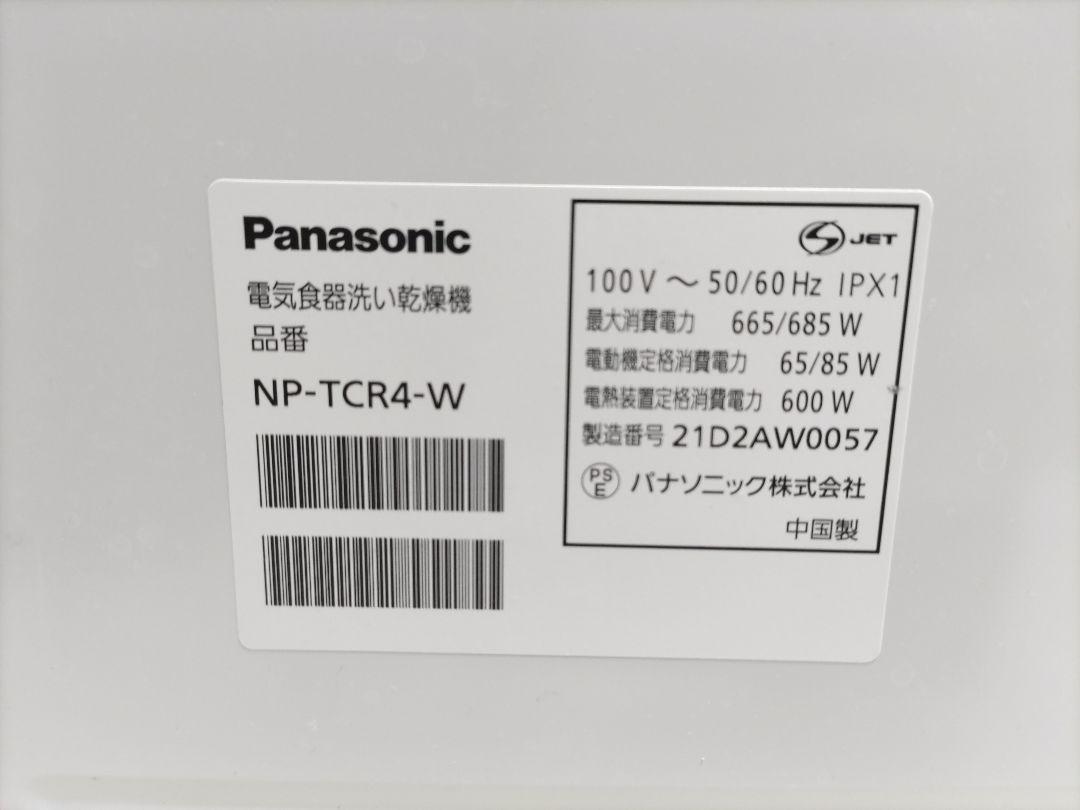 Panasonic
電気食器洗い乾燥機
品番
NP-TCR4-W
JET
100V～50/60Hz IPX1
最大消費電力 665/685 W
電動機定格消費電力 65/85 W
電熱装置定格消費電力 600 W
製造番号 21D2AW0057
PS
E
パナソニック株式会社
中国製